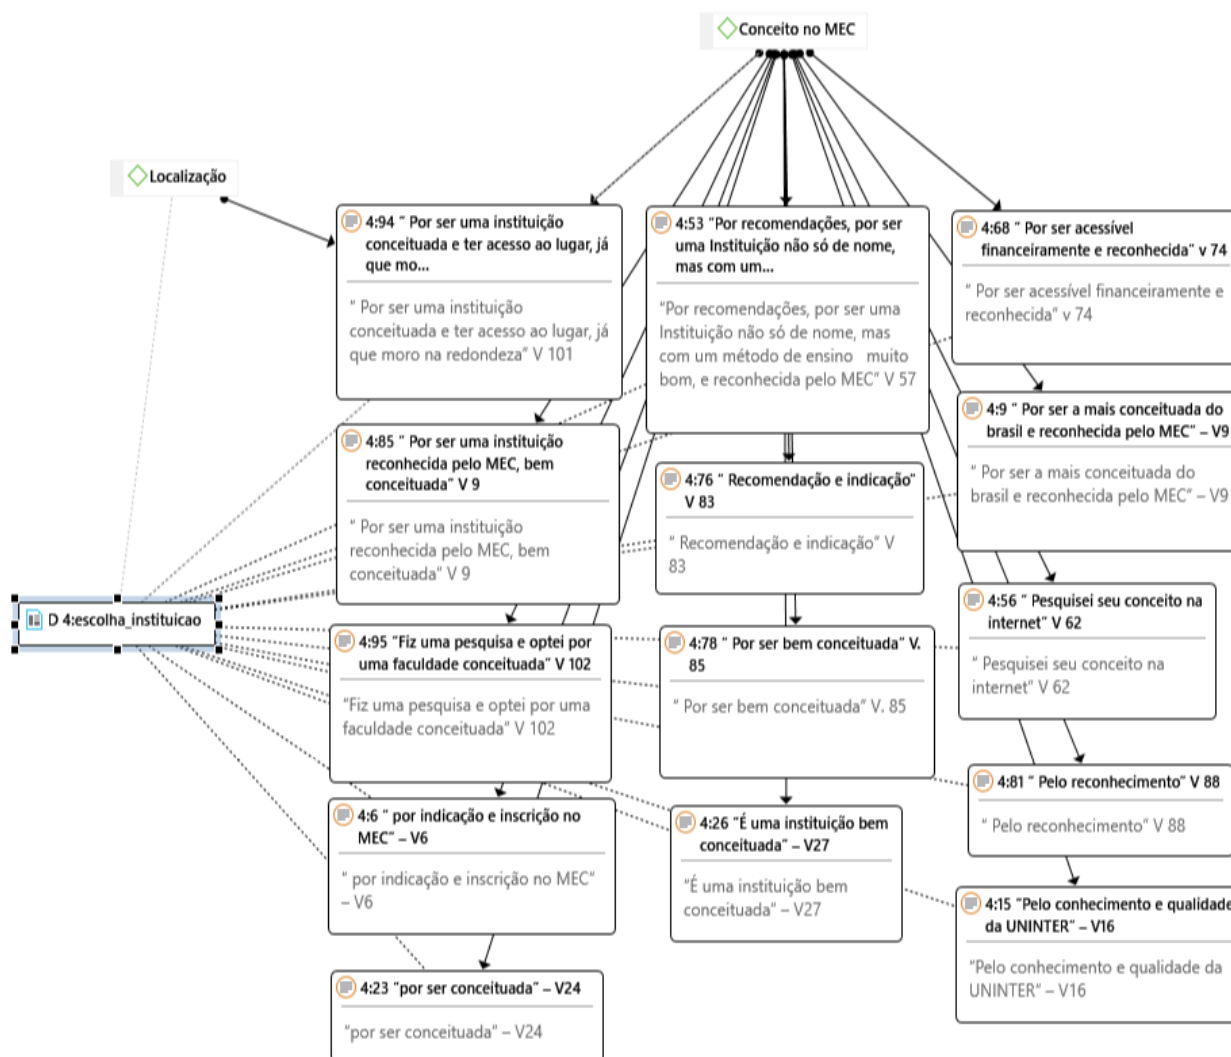 Conceito no MEC
Localização
4:94 " Por ser uma instituição
conceituada e ter acesso ao lugar, já
que mo...
" Por ser uma instituição
conceituada e ter acesso ao lugar, já
que moro na redondeza" V 101
4:53 "Por recomendações, por ser
uma Instituição não só de nome,
mas com um...
"Por recomendações, por ser uma
Instituição não só de nome, mas
com um método de ensino muito
bom, e reconhecida pelo MEC" V 57
4:68 " Por ser acessível
financeiramente e reconhecida" v 74
" Por ser acessível financeiramente e
reconhecida" v 74
4:85 " Por ser uma instituição
reconhecida pelo MEC, bem
conceituada" V 9
" Por ser uma instituição
reconhecida pelo MEC, bem
conceituada" V 9
4:76 " Recomendação e indicação"
V 83
" Recomendação e indicação" V
83
4:9 " Por ser a mais conceituada do
brasil e reconhecida pelo MEC" – V9
" Por ser a mais conceituada do
brasil e reconhecida pelo MEC" – V9
D 4:escolha_instituicao
4:95 "Fiz uma pesquisa e optei por
uma faculdade conceituada" V 102
"Fiz uma pesquisa e optei por uma
faculdade conceituada" V 102
4:78 " Por ser bem conceituada" V.
85
" Por ser bem conceituada" V. 85
4:56 " Pesquisei seu conceito na
internet" V 62
" Pesquisei seu conceito na
internet" V 62
4:6 " por indicação e inscrição no
MEC" – V6
" por indicação e inscrição no MEC"
– V6
4:26 "É uma instituição bem
conceituada" – V27
"É uma instituição bem
conceituada" – V27
4:81 " Pelo reconhecimento" V 88
" Pelo reconhecimento" V 88
4:23 "por ser conceituada" – V24
"por ser conceituada" – V24
4:15 "Pelo conhecimento e qualidade
da UNINTER" – V16
"Pelo conhecimento e qualidade da
UNINTER" – V16